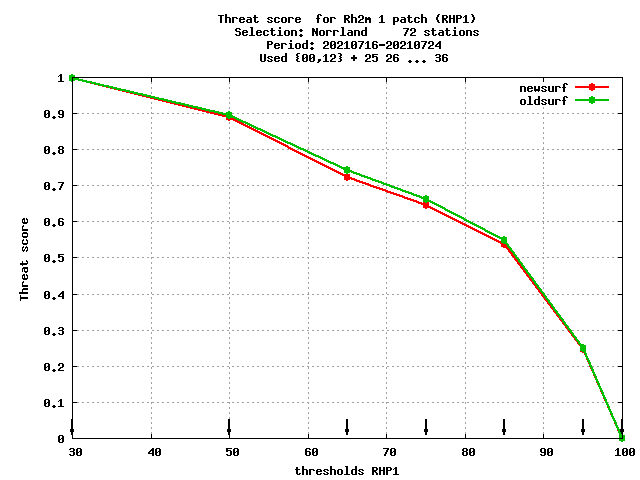 Threat score  for Rh2m 1 patch (RHP1)
Selection: Norrland     72 stations
Period: 20210716-20210724
Used {00,12} + 25 26 ... 36
newsurf
oldsurf
Threat score
1
0.9
0.8
0.7
0.6
0.5
0.4
0.3
0.2
0.1
0
30 40 50 60 70 80 90 100
thresholds RHP1